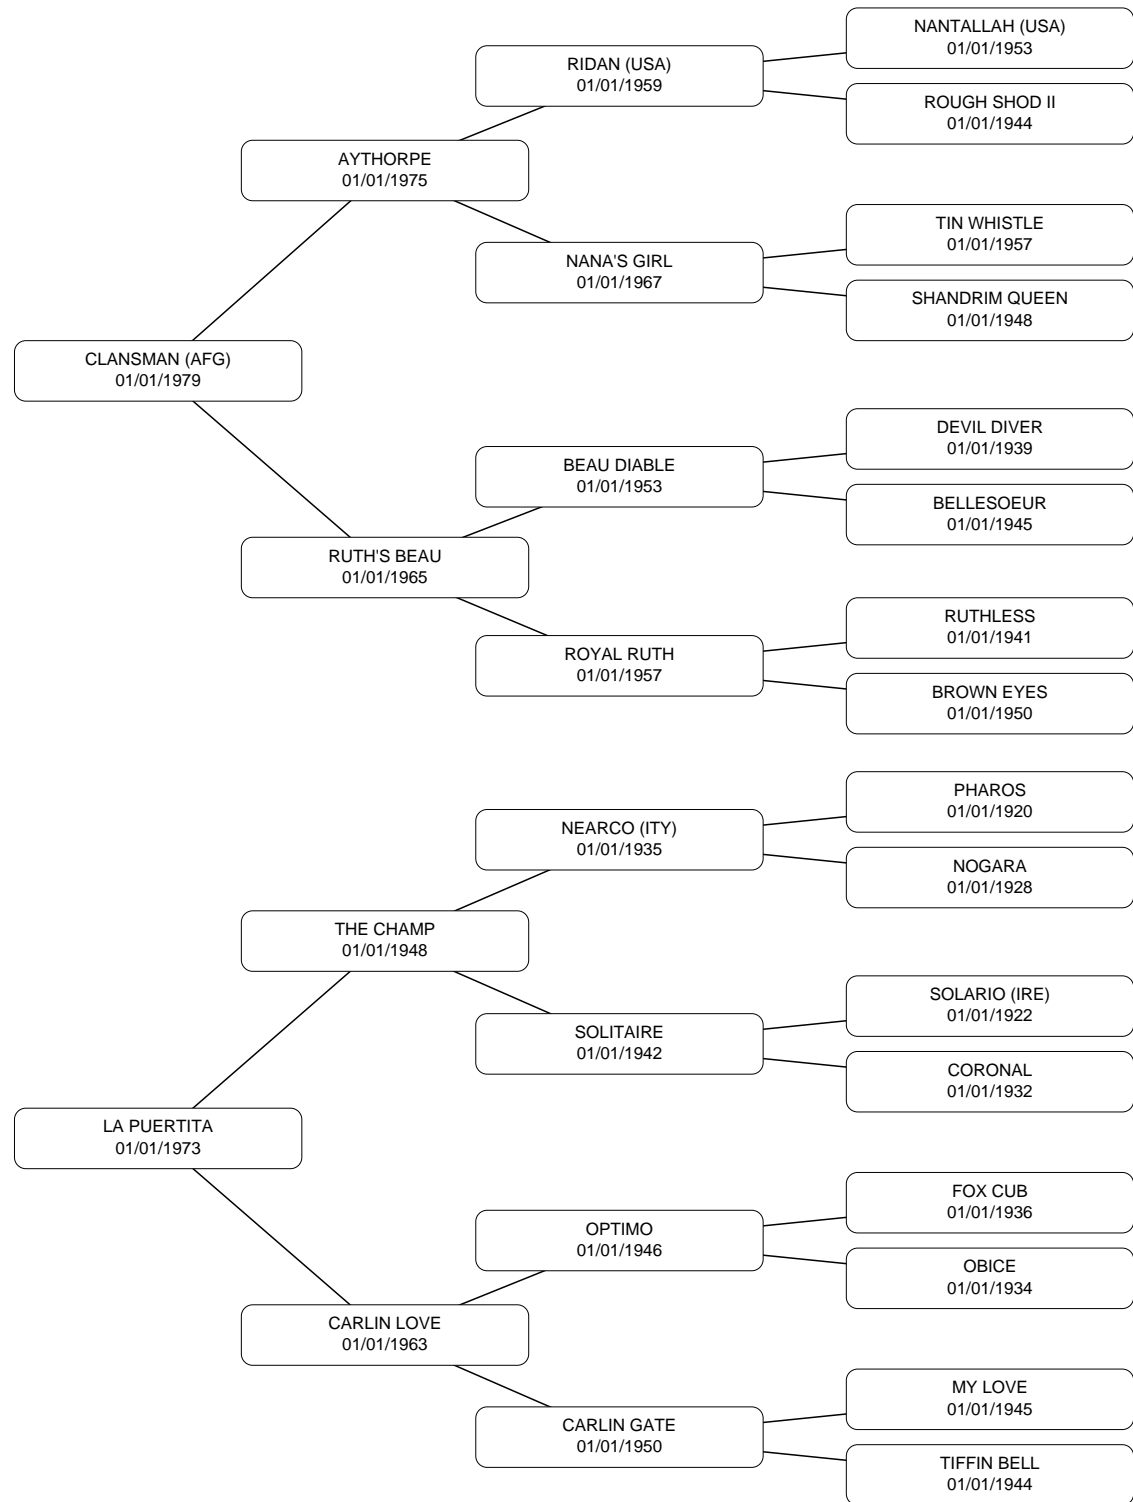 NANTALLAH (USA)
01/01/1953
RIDAN (USA)
01/01/1959
ROUGH SHOD II
01/01/1944
AYTHORPE
01/01/1975
TIN WHISTLE
01/01/1957
NANA'S GIRL
01/01/1967
SHANDRIM QUEEN
01/01/1948
CLANSMAN (AFG)
01/01/1979
DEVIL DIVER
01/01/1939
BEAU DIABLE
01/01/1953
BELLESOEUR
01/01/1945
RUTH'S BEAU
01/01/1965
RUTHLESS
01/01/1941
ROYAL RUTH
01/01/1957
BROWN EYES
01/01/1950
PHAROS
01/01/1920
NEARCO (ITY)
01/01/1935
NOGARA
01/01/1928
THE CHAMP
01/01/1948
SOLARIO (IRE)
01/01/1922
SOLITAIRE
01/01/1942
CORONAL
01/01/1932
LA PUERTITA
01/01/1973
FOX CUB
01/01/1936
OPTIMO
01/01/1946
OBICE
01/01/1934
CARLIN LOVE
01/01/1963
MY LOVE
01/01/1945
CARLIN GATE
01/01/1950
TIFFIN BELL
01/01/1944